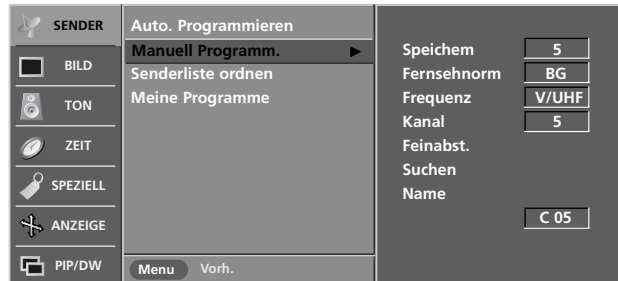 SENDER
BILD
TON
ZEIT
SPEZIELL
ANZEIGE
PIP/DW
Auto. Programmieren
Manuell Programm. ▶
Senderliste ordnen
Meine Programme
Menu Vorh.
Speichem 5
Fernsehnorm BG
Frequenz V/UHF
Kanal 5
Feinabst.
Suchen
Name
C 05